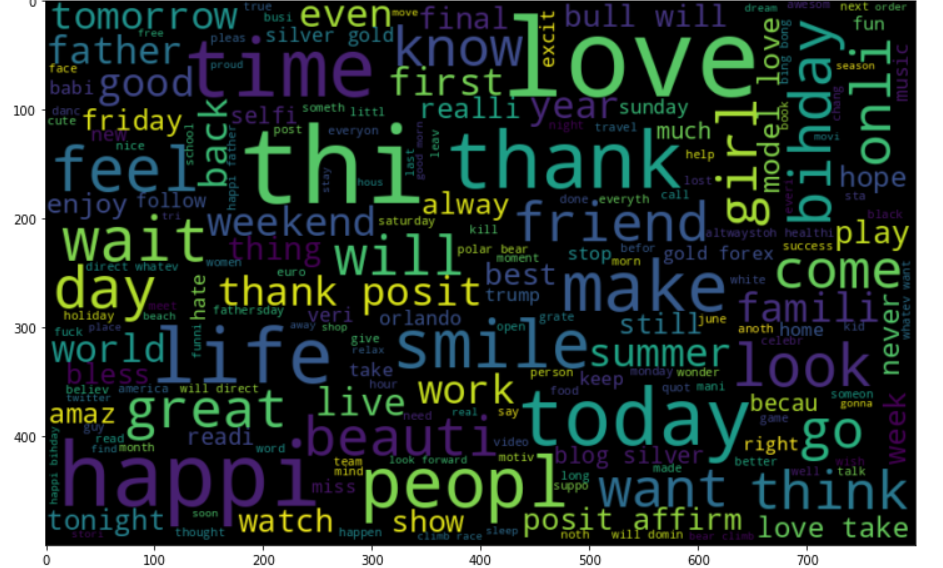 0
tomorrow true busi even move final bull will dream awesom next order
free pleas silver gold excit fun
father time know love girl love bing bong onli music
face proud season
babi good first model love book bihday chang
100
danc selfi someth littl realli year sunday
cute friday back post everyon last good morn leav night travel much movi
new school
nice thi thank help
feel happi father stay hous lost hope
call everi sta
enjoy follow alway done everyth black
200
tri weekend saturday friend altwaystoh healthi play
wait thing will kill stop befor gold forex success
polar bear moment morn
direct whatev women euro best make come
day hate thank posit trump white famili whatev want
holiday meet beach fathersday veri orlando grate june never
300
fuck place funni away shop open still anoth home kid
world life give smile summer celebr look
relax
bless take person monday wonder
believ america will direct hour work food keep quot mani someon
twitter becau gonna
amaz great live need real say today game go week
guy
400
read readi beauti video right
find month word motiv blog silver better wish
happi bihday happi team look forward made well talk
mind long
miss peopl suppo want think
soon
tonight watch show posit affirm love take
stori thought happen climb race sleep noth will domin bear climb
0 100 200 300 400 500 600 700